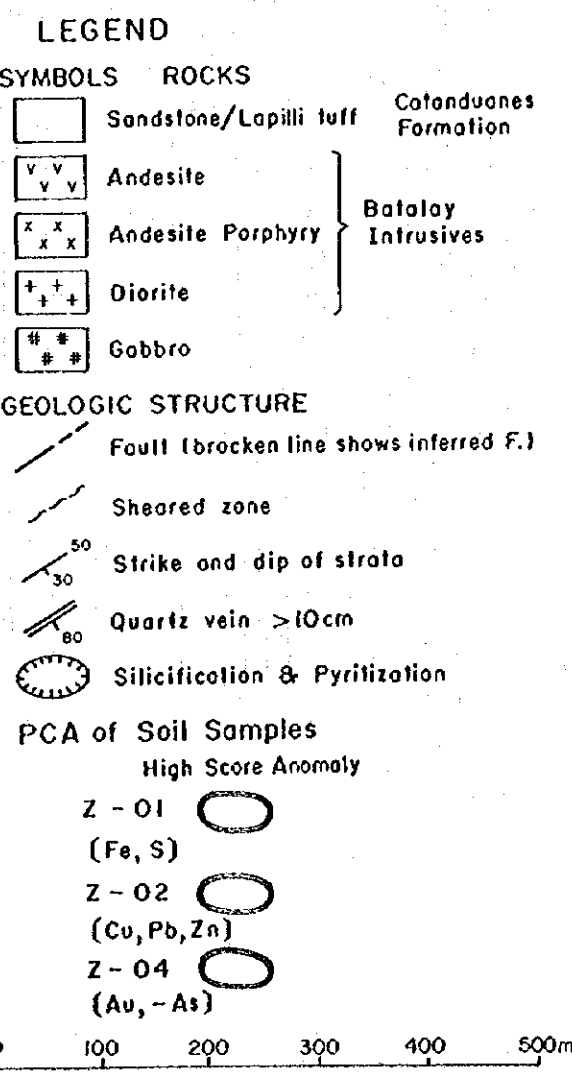 LEGEND
SYMBOLS ROCKS
Sandstone/Lapilli tuff Catanduanes Formation
v v v v Andesite
x x x x Andesite Porphyry
Batalay Intrusives
+ + + + Diorite
# # # # Gabbro
GEOLOGIC STRUCTURE
Fault (brocken line shows inferred F.)
Sheared zone
50 30 Strike and dip of strata
80 Quartz vein >10cm
Silicification & Pyritization
PCA of Soil Samples
High Score Anomaly
Z - 01
(Fe, S)
Z - 02
(Cu, Pb, Zn)
Z - 04
(Au, -As)
0 100 200 300 400 500m